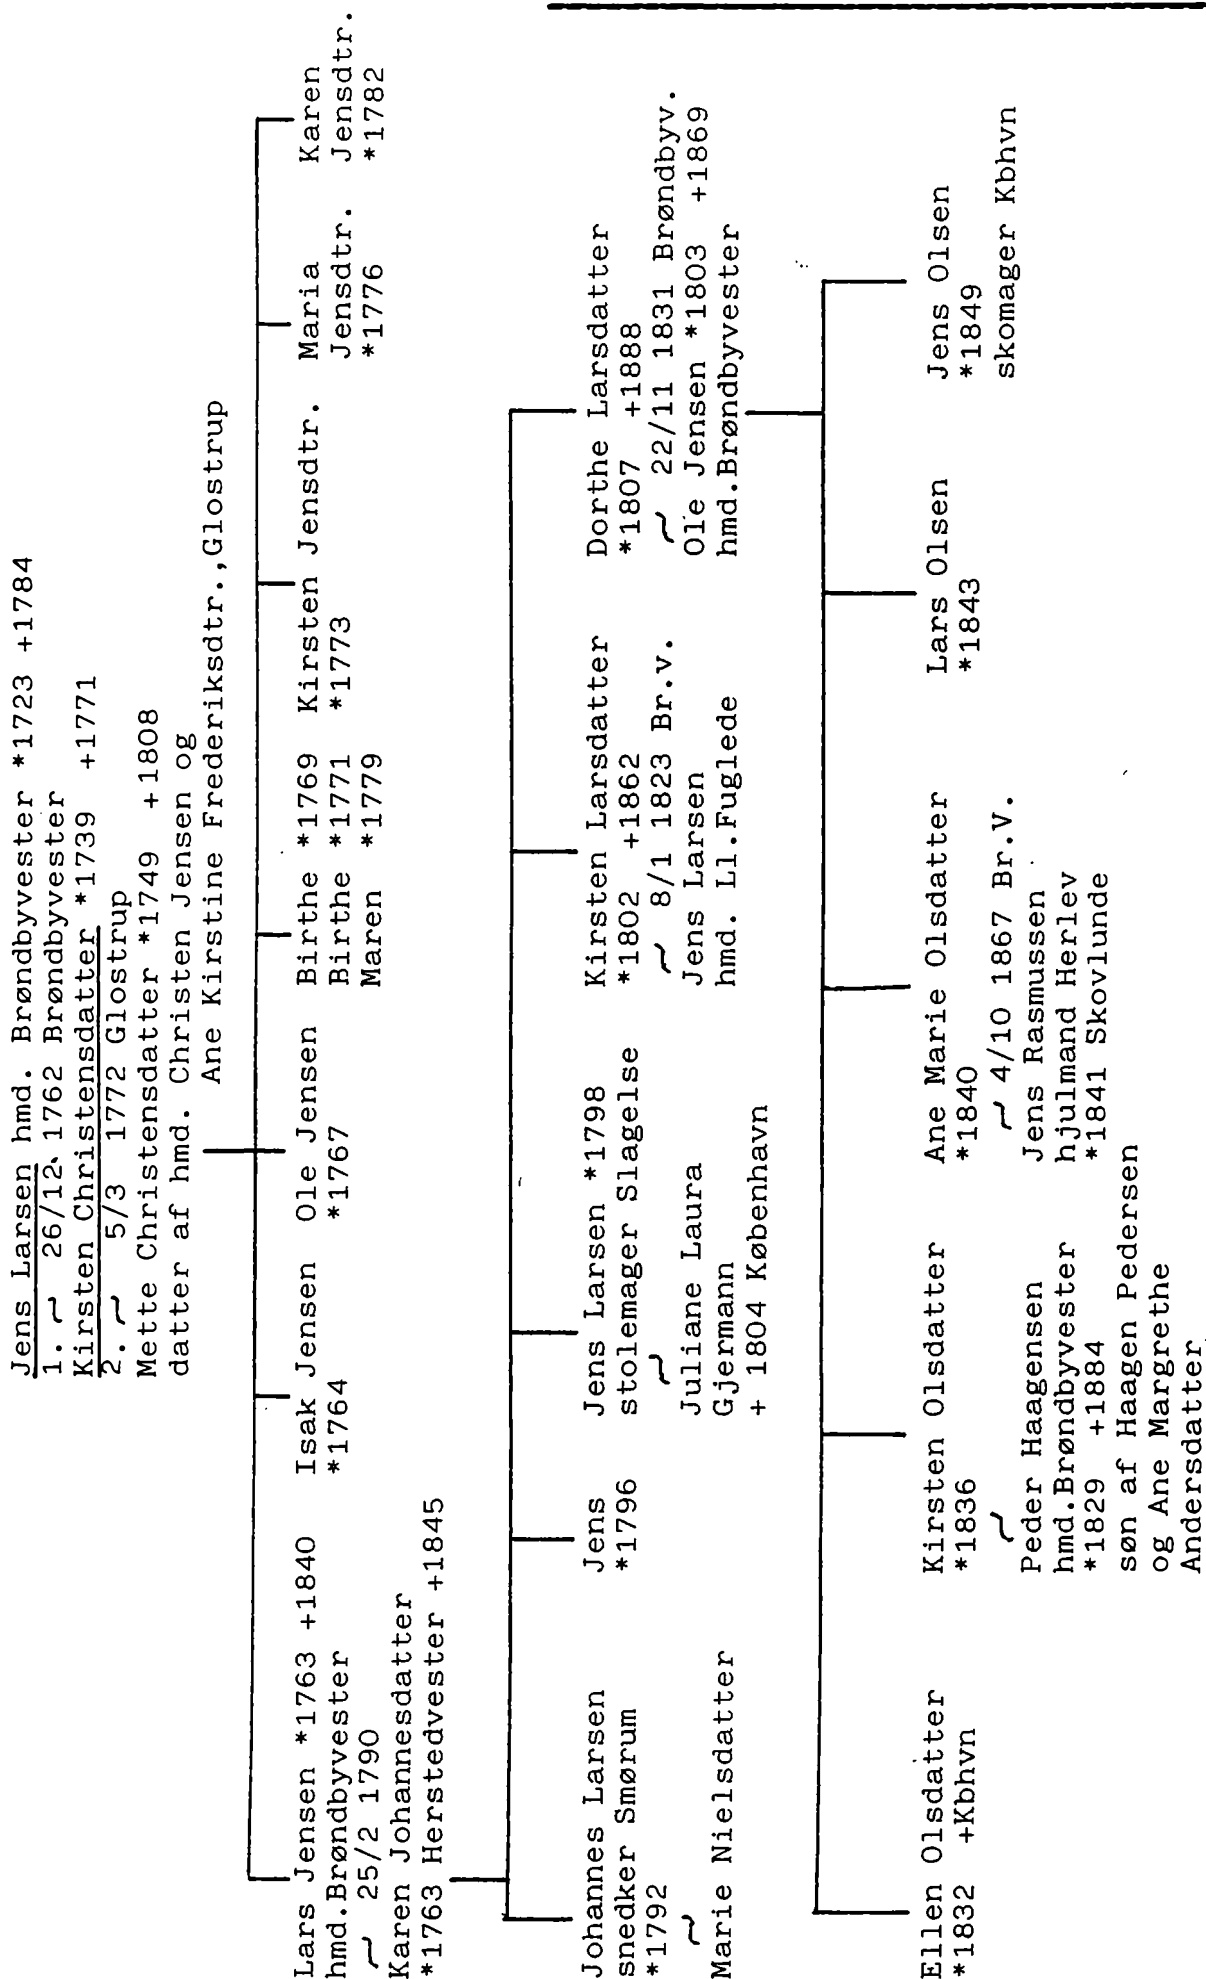 Jens Larsen hmd. Brøndbyvester *1723 +1784
1. ~ 26/12 1762 Brøndbyvester
Kirsten Christensdatter *1739 +1771
2. ~ 5/3 1772 Glostrup
Mette Christensdatter *1749 +1808
datter af hmd. Christen Jensen og
Ane Kirstine Frederiksdtr.,Glostrup
Lars Jensen *1763 +1840
hmd.Brøndbyvester
~ 25/2 1790
Karen Johannesdatter
*1763 Herstedvester +1845
Isak Jensen
*1764
Ole Jensen
*1767
Birthe *1769
Birthe *1771
Maren *1779
Kirsten Jensdtr.
*1773
Maria
Jensdtr.
*1776
Karen
Jensdtr.
*1782
Johannes Larsen
snedker Smørum
*1792
~
Marie Nielsdatter
Jens
*1796
Jens Larsen *1798
stolemager Slagelse
~
Juliane Laura
Gjermann
+ 1804 København
Kirsten Larsdatter
*1802 +1862
~ 8/1 1823 Br.v.
Jens Larsen
hmd. Ll.Fuglede
Dorthe Larsdatter
*1807 +1888
~ 22/11 1831 Brøndbyv.
Ole Jensen *1803 +1869
hmd.Brøndbyvester
Ellen Olsdatter
*1832 +Kbhvn
Kirsten Olsdatter
*1836
~
Peder Haagensen
hmd.Brøndbyvester
*1829 +1884
søn af Haagen Pedersen
og Ane Margrethe
Andersdatter
Ane Marie Olsdatter
*1840
~ 4/10 1867 Br.V.
Jens Rasmussen
hjulmand Herlev
*1841 Skovlunde
Lars Olsen
*1843
Jens Olsen
*1849
skomager Kbhvn